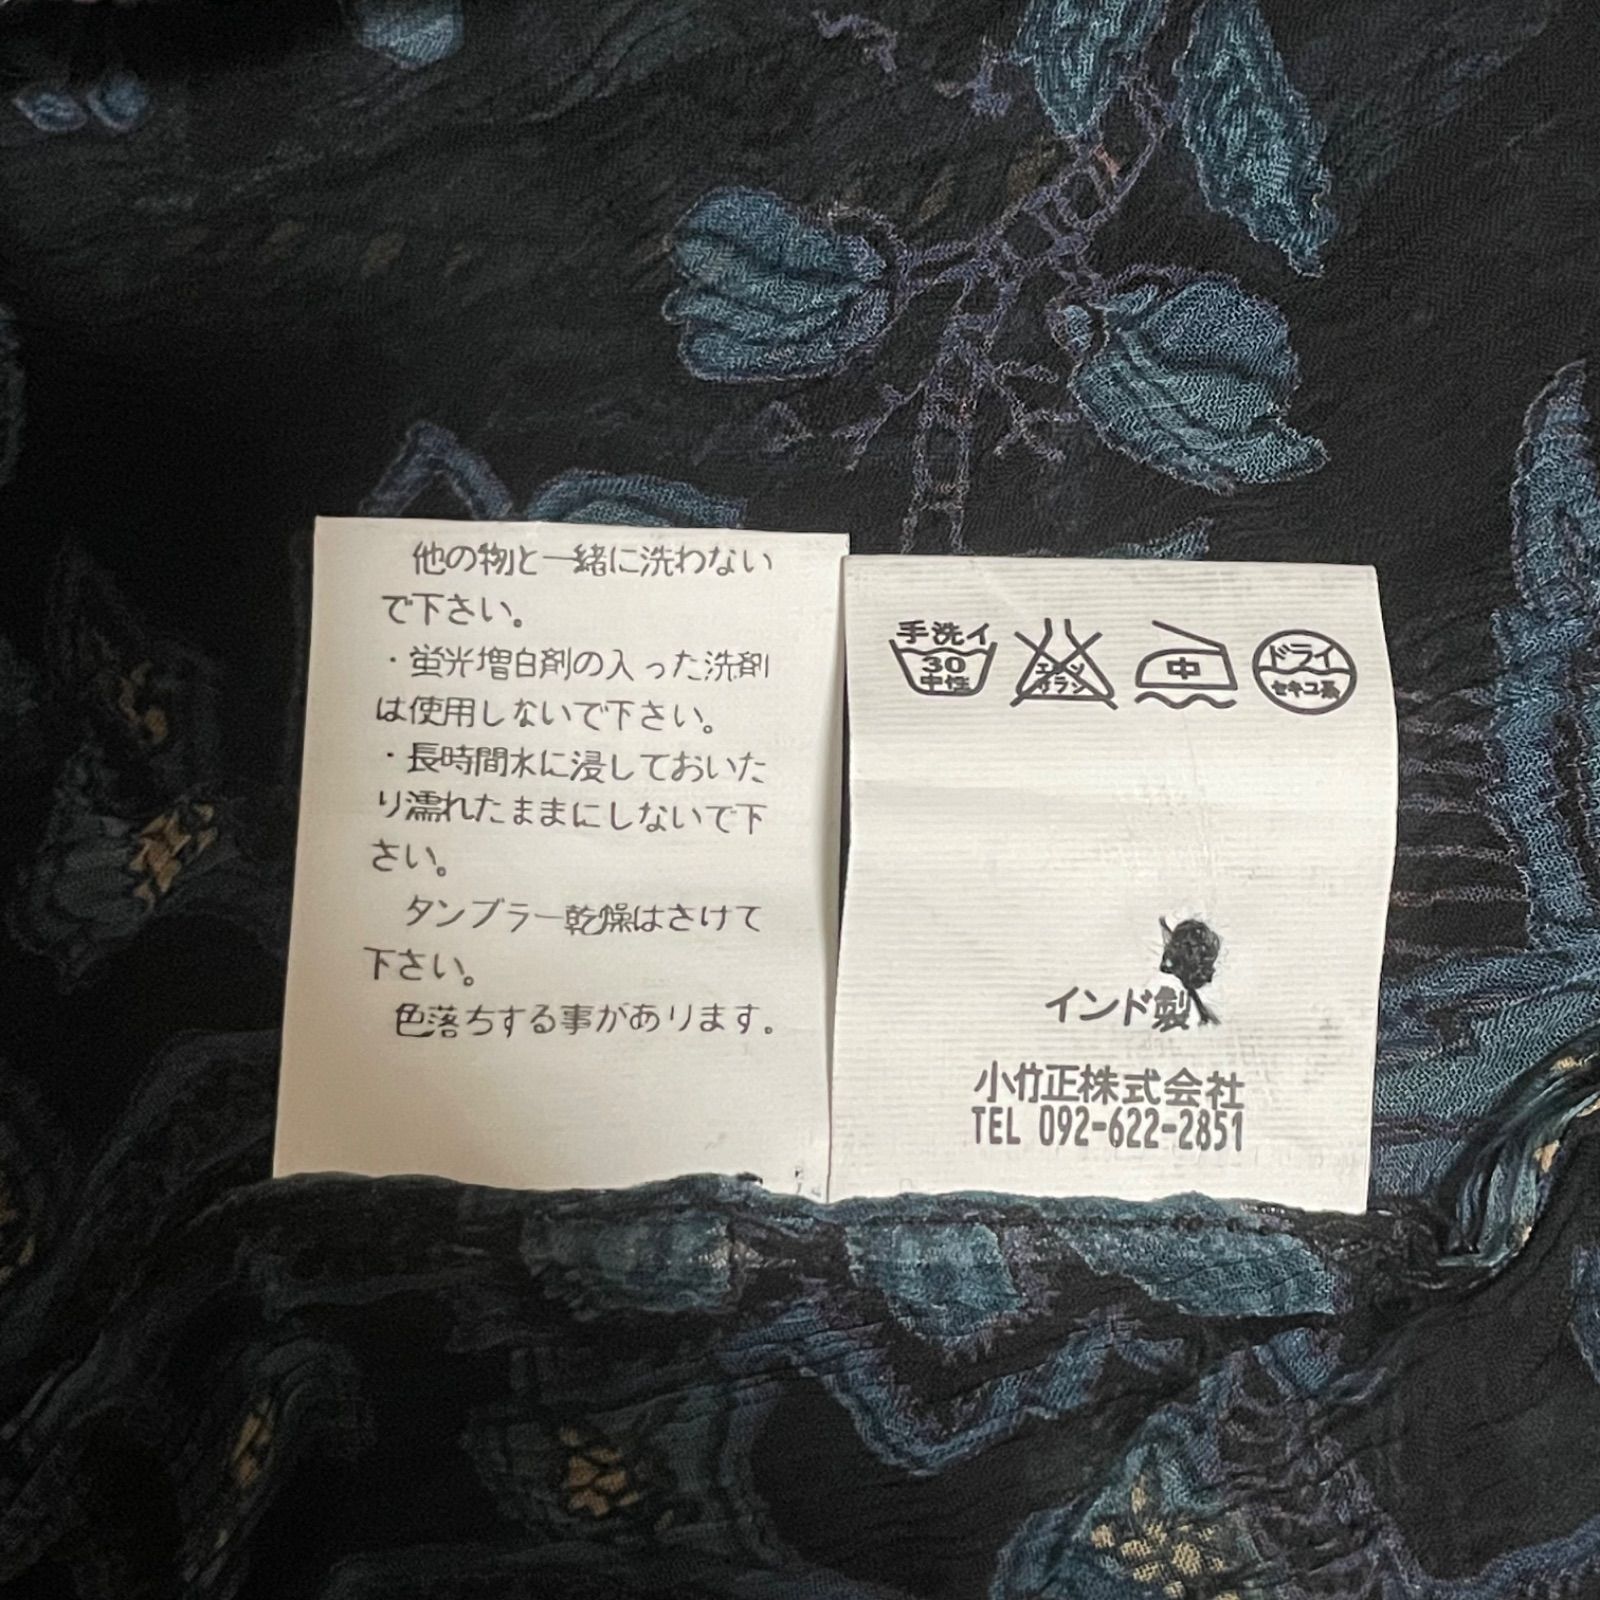 他の物と一緒に洗わない
で下さい。
・蛍光増白剤の入った洗剤
は使用しないで下さい。
・長時間水に浸しておいた
り濡れたままにしないで下
さい。
タンブラー乾燥はさけて
下さい。
色落ちする事があります。
手洗イ
30
中性
エンソ
サラシ
中
ドライ
セキユ系
インド製
小竹正株式会社
TEL 092-622-2851